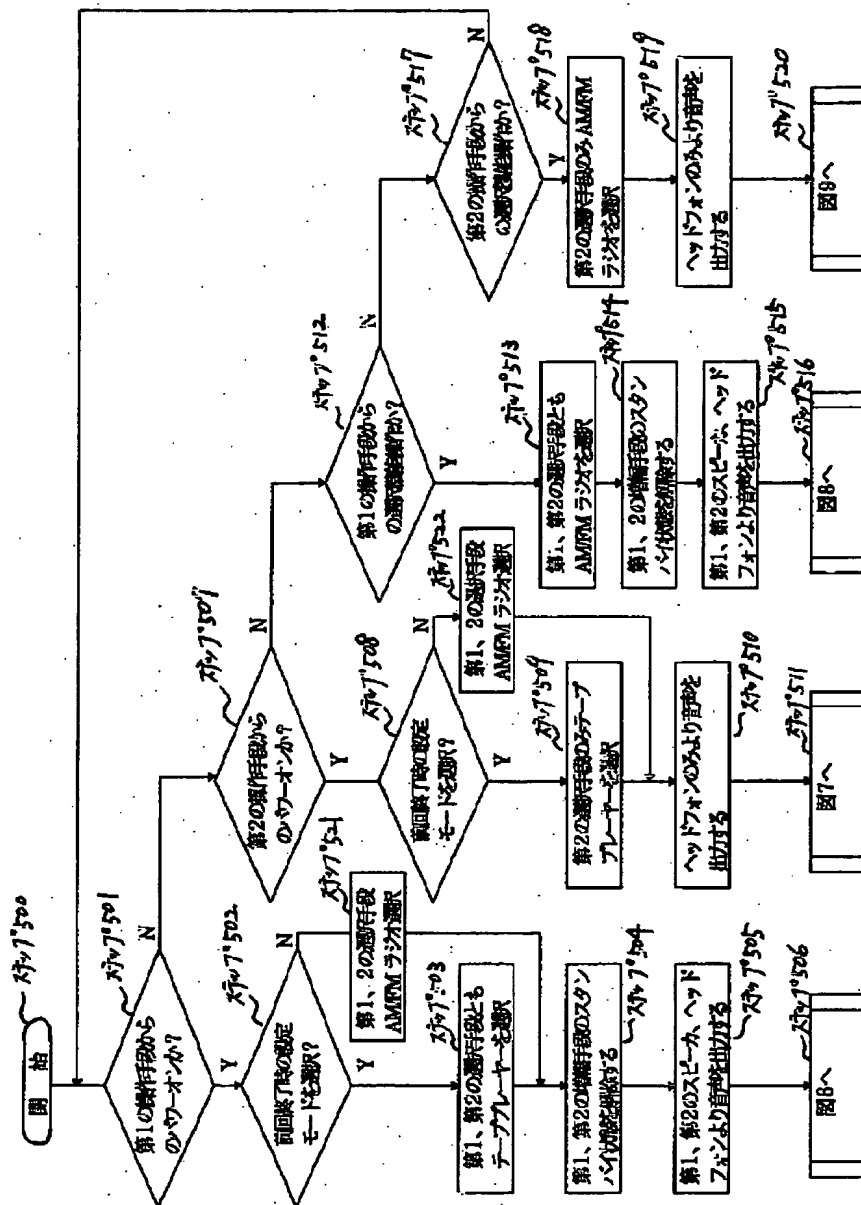 ステップ500
開 始
ステップ501
第1の操作手段から
のパワーオンか?
N
Y
ステップ502
前回終了時の設定
モードを選択?
N
Y
ステップ521
第1、2の選択手段
AM/FM ラジオ選択
ステップ503
第1、第2の選択手段とも
テーププレーヤーを選択
ステップ504
第1、第2の増幅手段のスタン
バイ状態を解除する
ステップ505
第1、第2のスピーカ、ヘッド
フォンより音声を出力する
ステップ506
図8へ
ステップ507
第2の操作手段から
のパワーオンか?
N
Y
ステップ508
前回終了時の設定
モードを選択?
N
Y
ステップ522
第1、2の選択手段
AM/FM ラジオ選択
ステップ509
第2の選択手段のみテープ
プレーヤーを選択
ステップ510
ヘッドフォンのみより音声を
出力する
ステップ511
図7へ
ステップ512
第1の操作手段から
の選択機能操作か?
N
Y
ステップ513
第1、第2の選択手段とも
AM/FM ラジオを選択
ステップ514
第1、2の増幅手段のスタン
バイ状態を解除する
ステップ515
第1、第2のスピーカ、ヘッド
フォンより音声を出力する
ステップ516
図8へ
ステップ517
第2の操作手段から
の選択機能操作か?
N
Y
ステップ518
第2の選択手段のみ AM/FM
ラジオを選択
ステップ519
ヘッドフォンのみより音声を
出力する
ステップ520
図9へ